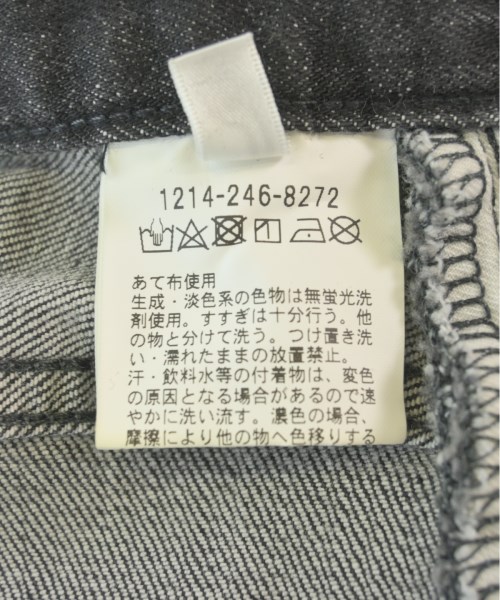 1214-246-8272
あて布使用
生成・淡色系の色物は無蛍光洗
剤使用。すすぎは十分行う。他
の物と分けて洗う。つけ置き洗
い・濡れたままの放置禁止。
汗・飲料水等の付着物は、変色
の原因となる場合があるので速
やかに洗い流す。濃色の場合、
摩擦により他の物へ色移りする